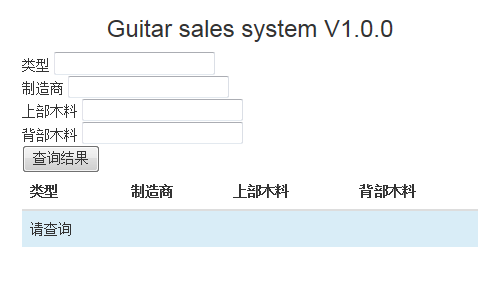 Guitar sales system V1.0.0
类型
制造商
上部木料
背部木料
查询结果
类型 制造商 上部木料 背部木料
请查询